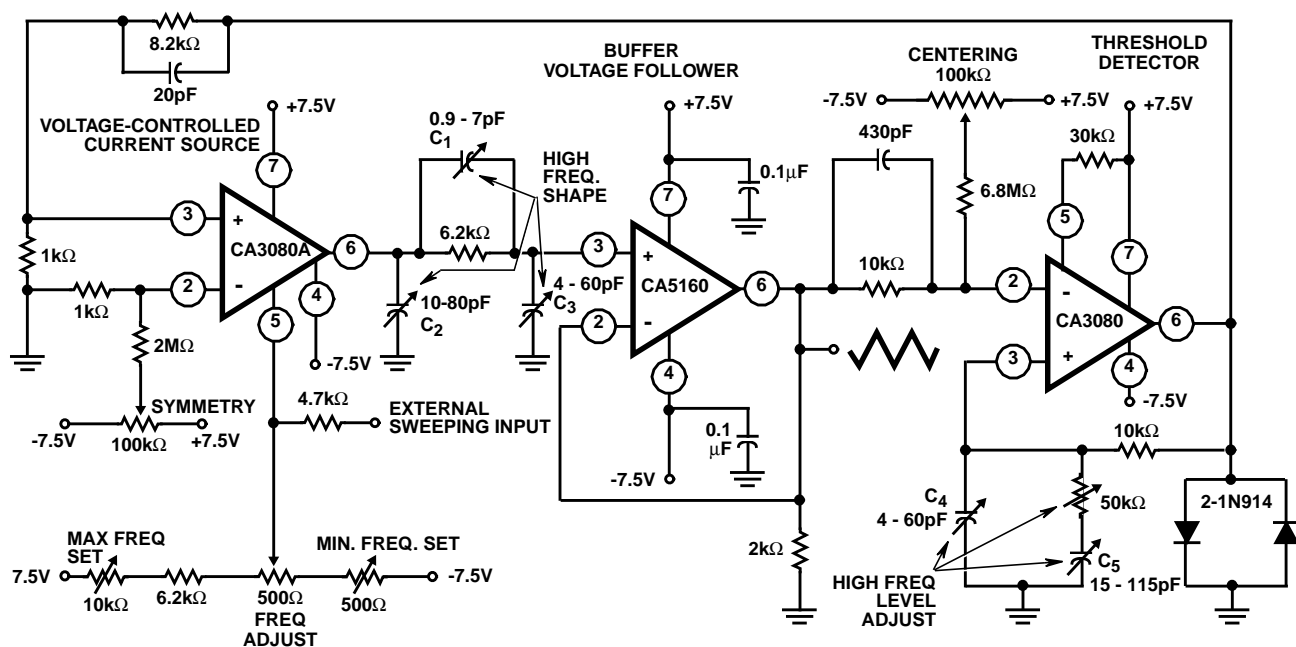 8.2kΩ
20pF
+7.5V
VOLTAGE-CONTROLLED
CURRENT SOURCE
7
3
+
CA3080A
6
-
2
5
4
-7.5V
1kΩ
1kΩ
2MΩ
SYMMETRY
-7.5V
100kΩ
+7.5V
4.7kΩ
EXTERNAL
SWEEPING INPUT
0.9 - 7pF
C1
HIGH
FREQ.
SHAPE
6.2kΩ
10-80pF
C2
4 - 60pF
C3
BUFFER
VOLTAGE FOLLOWER
+7.5V
0.1μF
7
3
+
CA5160
6
2
-
4
0.1
μF
-7.5V
2kΩ
430pF
10kΩ
CENTERING
100kΩ
-7.5V
+7.5V
6.8MΩ
THRESHOLD
DETECTOR
+7.5V
30kΩ
5
7
2
-
CA3080
6
3
+
4
-7.5V
10kΩ
C4
4 - 60pF
50kΩ
C5
15 - 115pF
HIGH FREQ
LEVEL ADJUST
2-1N914
MAX FREQ
SET
7.5V
10kΩ
6.2kΩ
500Ω
FREQ
ADJUST
MIN. FREQ. SET
500Ω
-7.5V